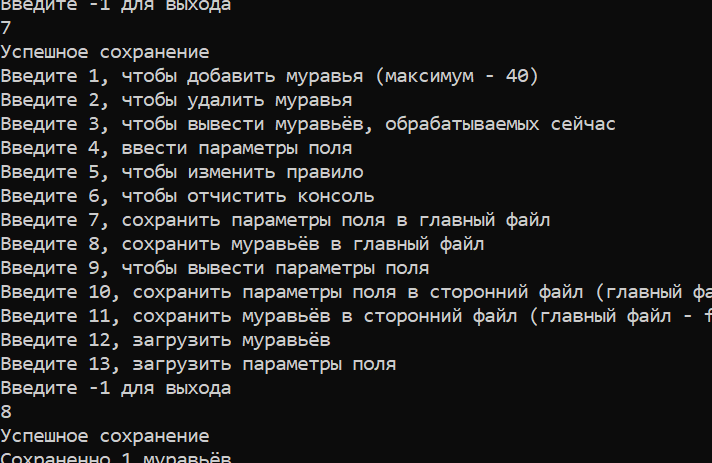 Введите -1 для выхода
7
Успешное сохранение
Введите 1, чтобы добавить муравья (максимум - 40)
Введите 2, чтобы удалить муравья
Введите 3, чтобы вывести муравьёв, обрабатываемых сейчас
Введите 4, ввести параметры поля
Введите 5, чтобы изменить правило
Введите 6, чтобы отчистить консоль
Введите 7, сохранить параметры поля в главный файл
Введите 8, сохранить муравьёв в главный файл
Введите 9, чтобы вывести параметры поля
Введите 10, сохранить параметры поля в сторонний файл (главный фа
Введите 11, сохранить муравьёв в сторонний файл (главный файл - f
Введите 12, загрузить муравьёв
Введите 13, загрузить параметры поля
Введите -1 для выхода
8
Успешное сохранение
Сохраненно 1 муравьёв